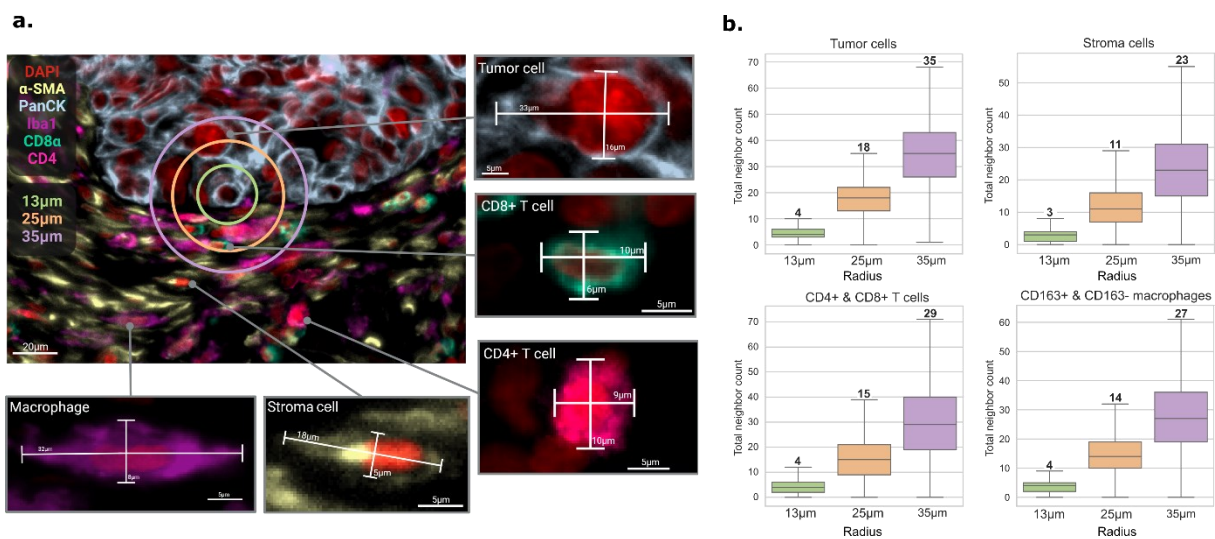 a.
DAPI
α-SMA
PanCK
Iba1
CD8α
CD4
13µm
25µm
35µm
20µm
Tumor cell
33µm
16µm
5µm
CD8+ T cell
10µm
6µm
5µm
CD4+ T cell
9µm
10µm
5µm
Macrophage
32µm
8µm
5µm
Stroma cell
18µm
5µm
5µm
b.
Tumor cells
Total neighbor count
70
60
50
40
30
20
10
0
4
18
35
13µm
25µm
35µm
Radius
Stroma cells
Total neighbor count
50
40
30
20
10
0
3
11
23
13µm
25µm
35µm
Radius
CD4+ & CD8+ T cells
Total neighbor count
70
60
50
40
30
20
10
0
4
15
29
13µm
25µm
35µm
Radius
CD163+ & CD163- macrophages
Total neighbor count
60
50
40
30
20
10
0
4
14
27
13µm
25µm
35µm
Radius